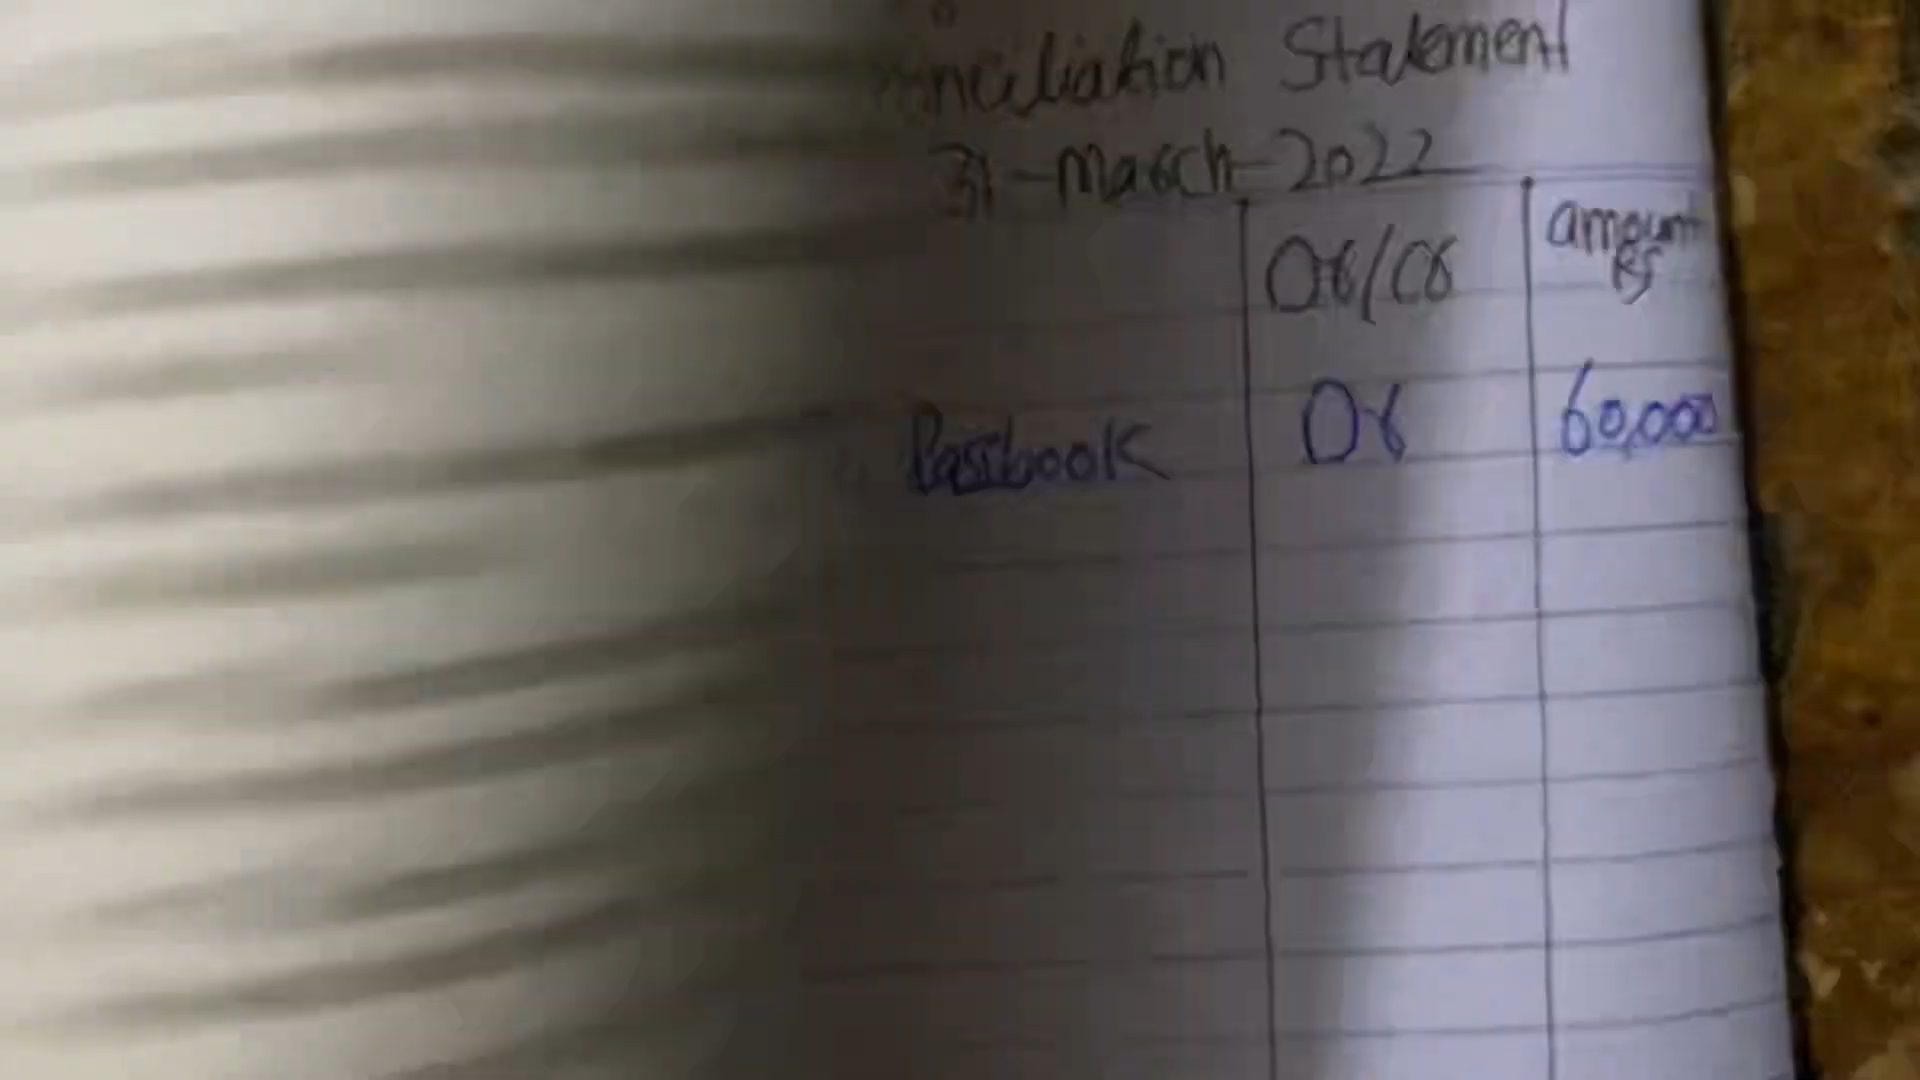 nciliation Statement
31-March-2022
Dr/Cr
amount
Rs
Passbook Dr 60,000